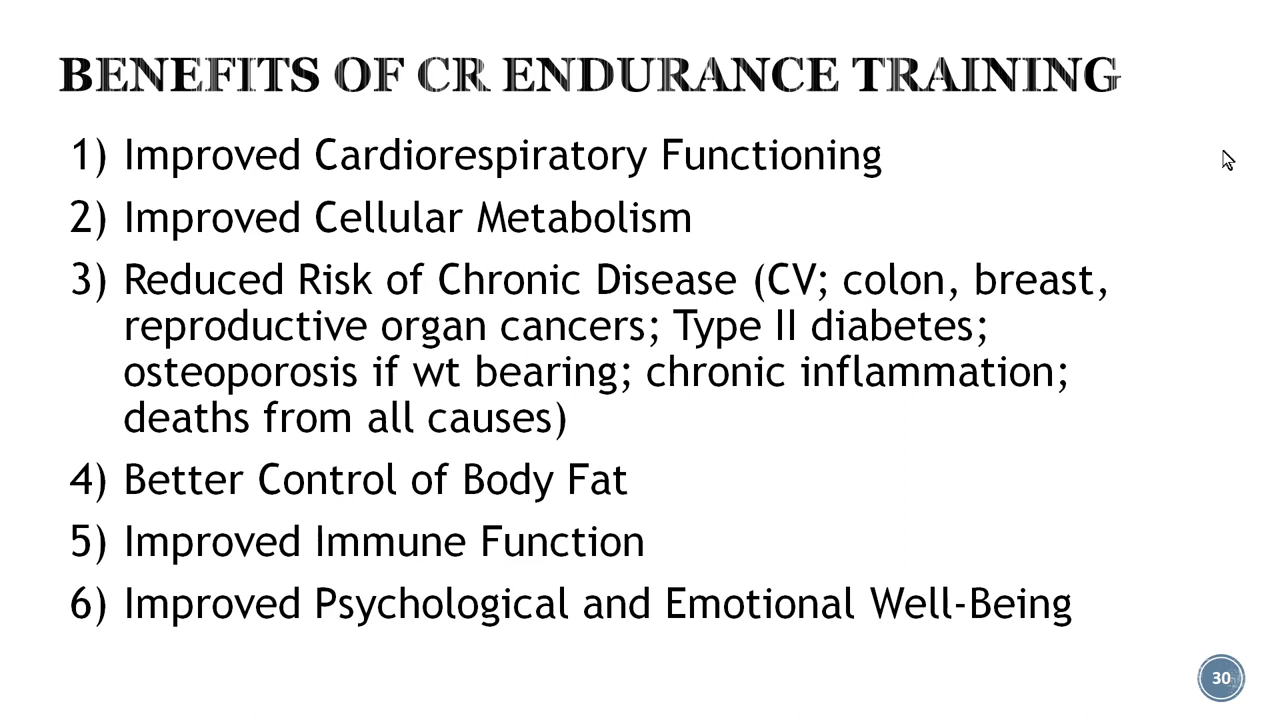 BENEFITS OF CR ENDURANCE TRAINING
1) Improved Cardiorespiratory Functioning
2) Improved Cellular Metabolism
3) Reduced Risk of Chronic Disease (CV; colon, breast,
reproductive organ cancers; Type II diabetes;
osteoporosis if wt bearing; chronic inflammation;
deaths from all causes)
4) Better Control of Body Fat
5) Improved Immune Function
6) Improved Psychological and Emotional Well-Being
30